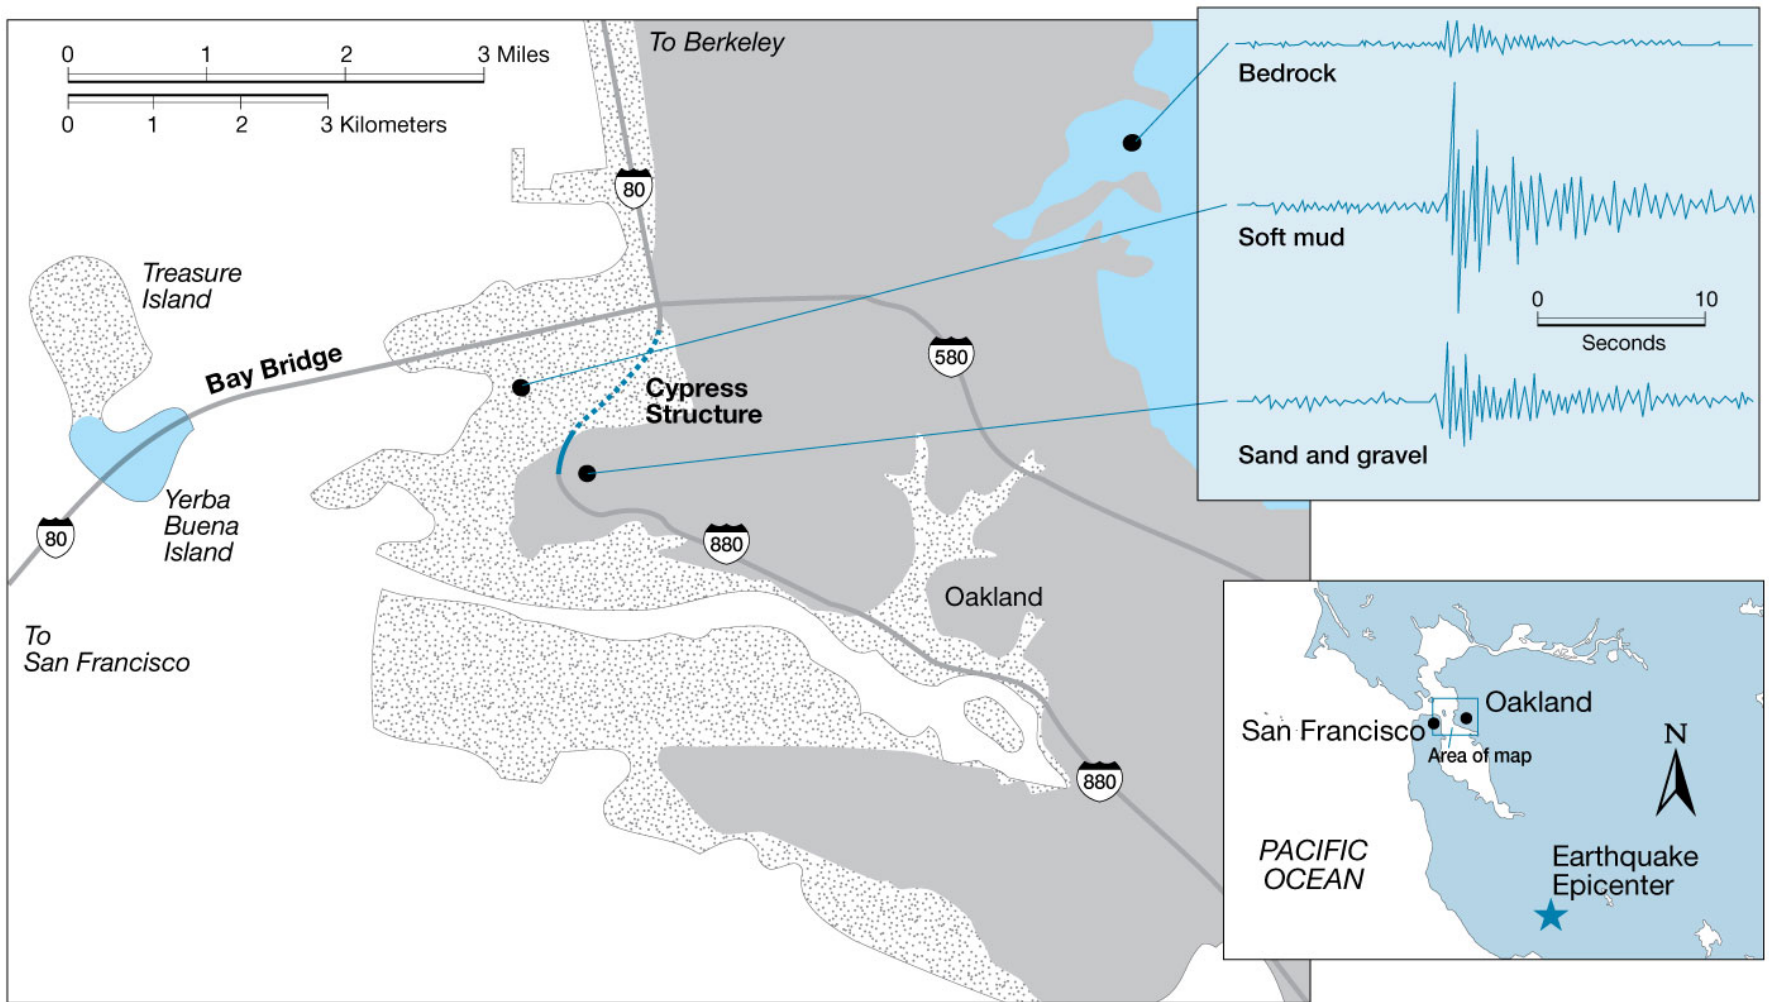 0 1 2 3 Miles
0 1 2 3 Kilometers
To Berkeley
80
Treasure
Island
Bay Bridge
580
Cypress
Structure
Yerba
Buena
Island
80
880
Oakland
To
San Francisco
880
Bedrock
Soft mud
0 10
Seconds
Sand and gravel
Oakland
San Francisco
Area of map
N
PACIFIC
OCEAN
Earthquake
Epicenter